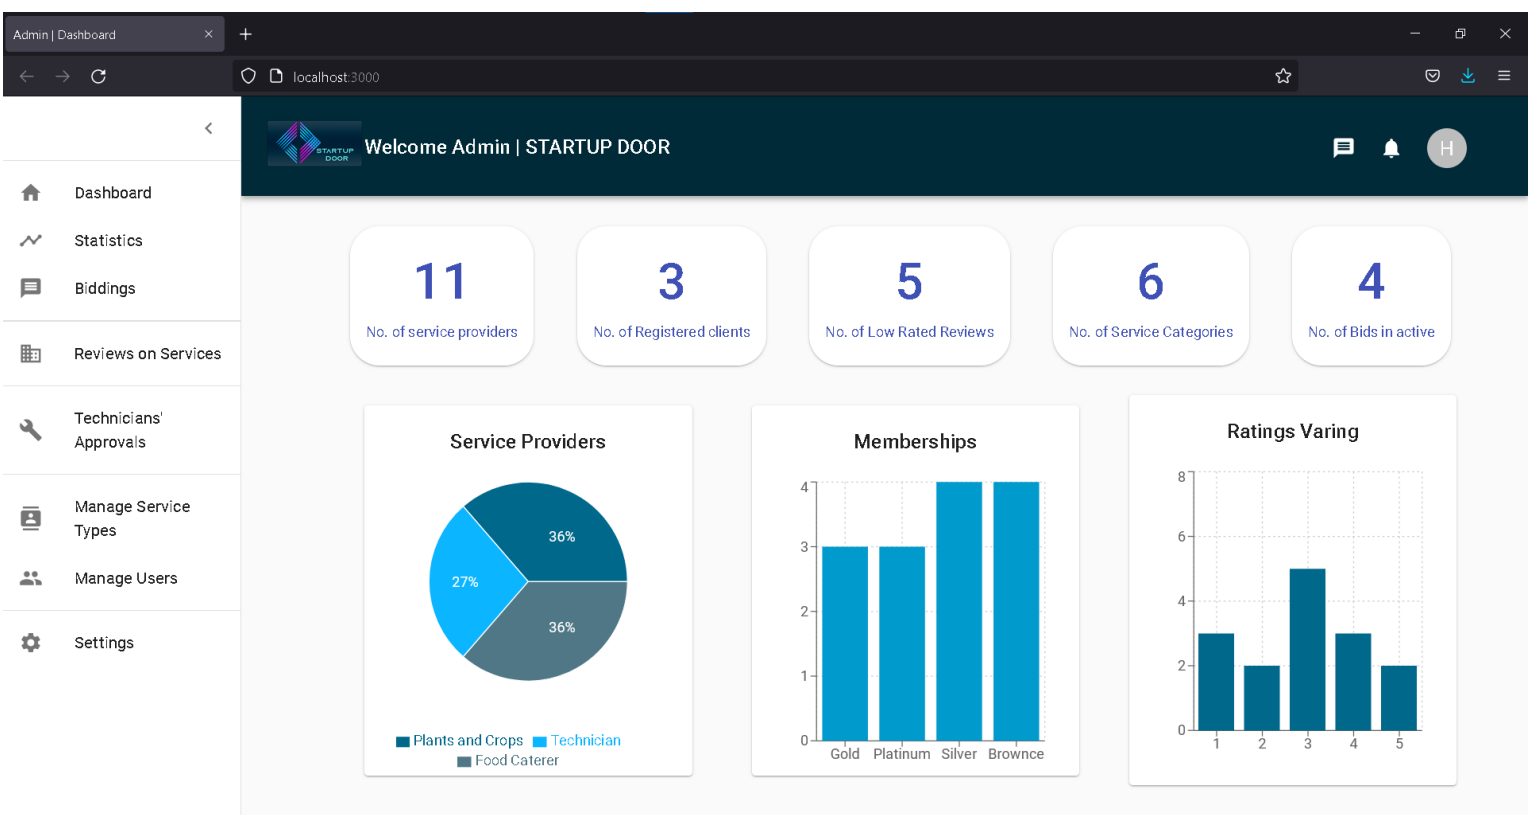 Admin | Dashboard
localhost:3000
STARTUP
DOOR
Welcome Admin | STARTUP DOOR
H
Dashboard
Statistics
Biddings
Reviews on Services
Technicians'
Approvals
Manage Service
Types
Manage Users
Settings
11
No. of service providers
3
No. of Registered clients
5
No. of Low Rated Reviews
6
No. of Service Categories
4
No. of Bids in active
Service Providers
36%
27%
36%
Plants and Crops Technician
Food Caterer
Memberships
4
3
2
1
0
Gold Platinum Silver Brownce
Ratings Varing
8
6
4
2
0
1 2 3 4 5